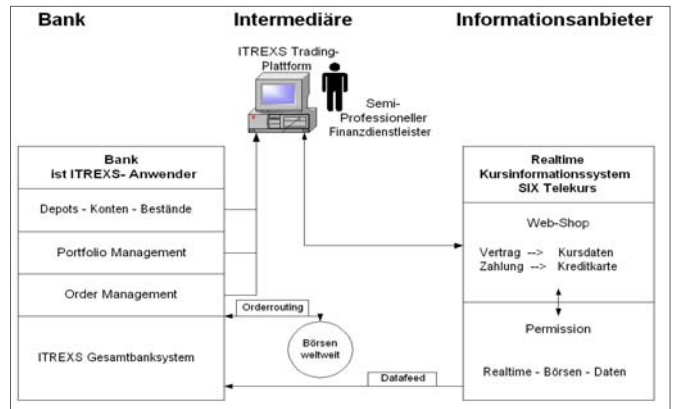 Bank
Intermediäre
Informationsanbieter
ITREXS Trading-
Plattform
Semi-
Professioneller
Finanzdienstleister
Bank
ist ITREXS- Anwender
Depots - Konten - Bestände
Portfolio Management
Order Management
ITREXS Gesamtbanksystem
Orderrouting
Börsen
weltweit
Datafeed
Realtime
Kursinformationssystem
SIX Telekurs
Web-Shop
Vertrag --> Kursdaten
Zahlung --> Kreditkarte
Permission
Realtime - Börsen - Daten